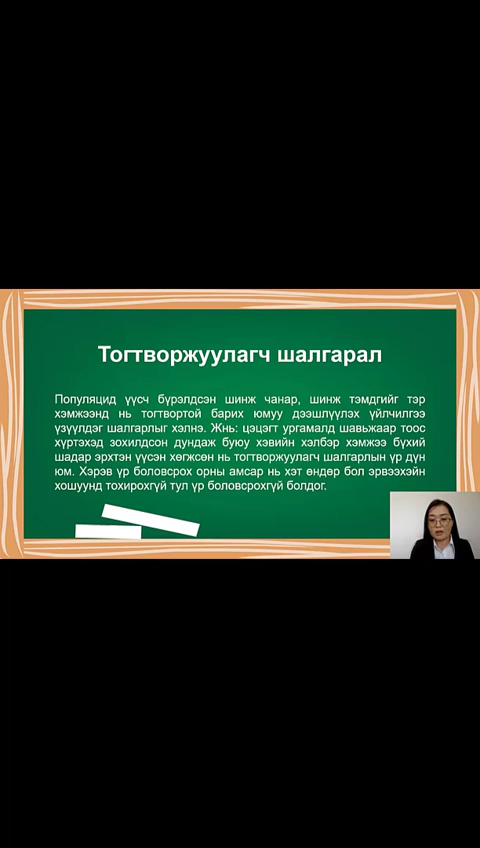 Тогтворжуулагч шалгарал
Популяцид үүсч бүрэлдсэн шинж чанар, шинж тэмдгийг тэр
хэмжээнд нь тогтвортой барих юмуу дээшлүүлэх үйлчилгээ
үзүүлдэг шалгарлыг хэлнэ. Жнь: цэцэгт ургамалд шавьжаар тоос
хүртэхэд зохилдсон дундаж буюу хэвийн хэлбэр хэмжээ бүхий
шадар эрхтэн үүсэн хөгжсөн нь тогтворжуулагч шалгарлын үр дүн
юм. Хэрэв үр боловсрох орны амсар нь хэт өндөр бол эрвээхэйн
хошуунд тохирохгүй тул үр боловсрохгүй болдог.